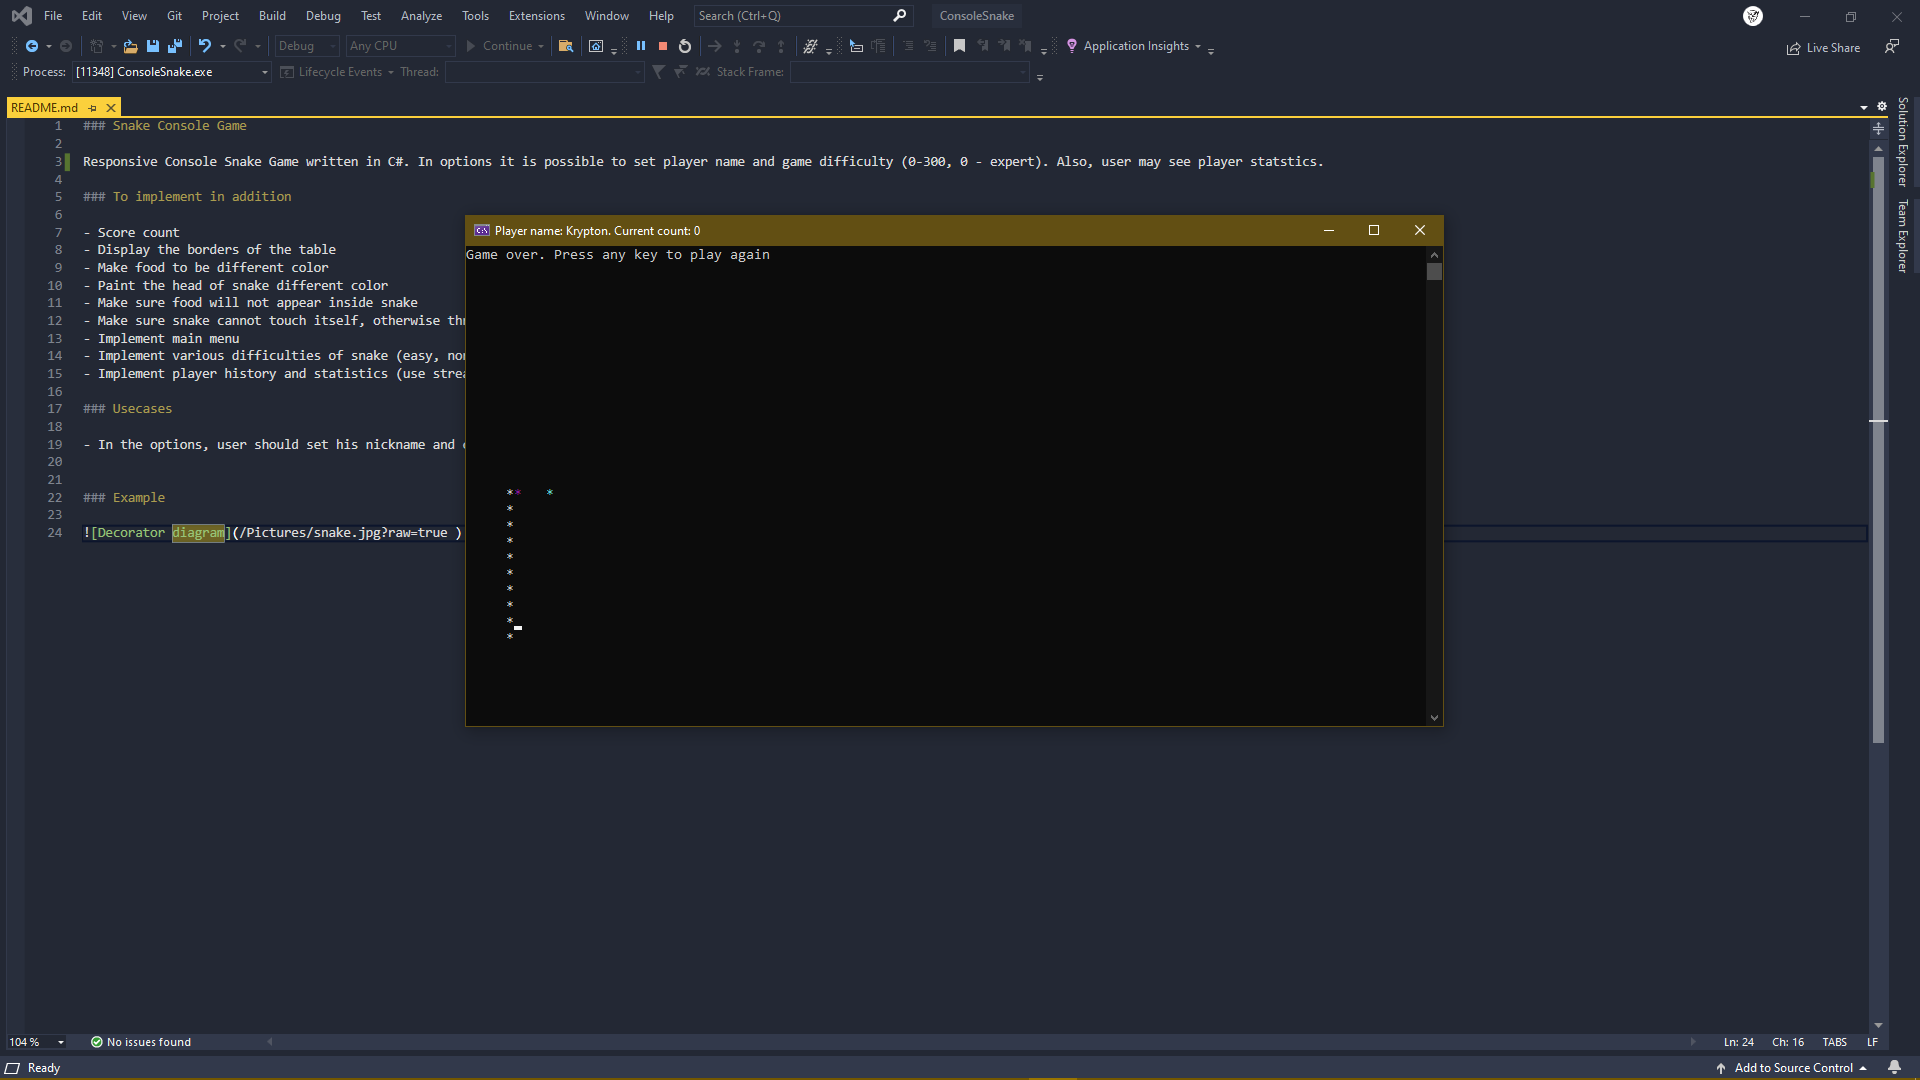 File Edit View Git Project Build Debug Test Analyze Tools Extensions Window Help Search (Ctrl+Q) ConsoleSnake
Debug Any CPU Continue Application Insights Live Share
Process: [11348] ConsoleSnake.exe Lifecycle Events Thread: Stack Frame:
README.md
1 ### Snake Console Game
2
3 Responsive Console Snake Game written in C#. In options it is possible to set player name and game difficulty (0-300, 0 - expert). Also, user may see player statstics.
4
5 ### To implement in addition
6
7 - Score count
8 - Display the borders of the table
9 - Make food to be different color
10 - Paint the head of snake different color
11 - Make sure food will not appear inside snake
12 - Make sure snake cannot touch itself, otherwise
13 - Implement main menu
14 - Implement various difficulties of snake (easy,
15 - Implement player history and statistics (use
16
17 ### Usecases
18
19 - In the options, user should set his nickname and
20
21
22 ### Example
23
24 ![Decorator diagram](/Pictures/snake.jpg?raw=true )
Player name: Krypton. Current count: 0
Game over. Press any key to play again
** *
*
*
*
*
*
*
*
*
*
Solution Explorer
Team Explorer
104 % No issues found Ln: 24 Ch: 16 TABS LF
Ready Add to Source Control